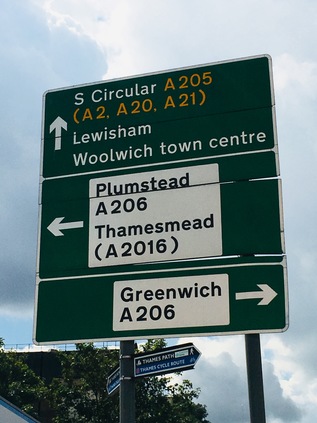 S Circular A205
(A2, A20, A21)
Lewisham
Woolwich town centre
Plumstead
A206
Thamesmead
(A2016)
Greenwich
A206
THAMES PATH
THAMES CYCLE ROUTE